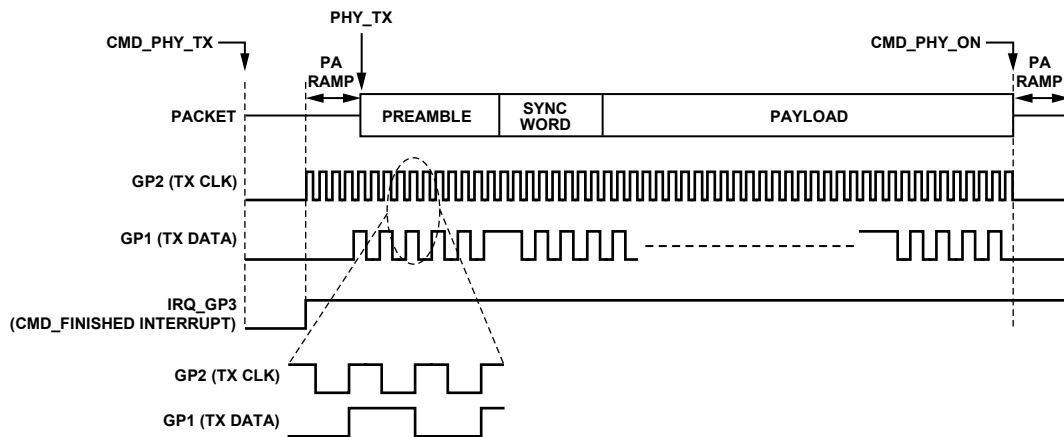 PHY_TX
CMD_PHY_TX
CMD_PHY_ON
PA
RAMP
PA
RAMP
PACKET
PREAMBLE
SYNC
WORD
PAYLOAD
GP2 (TX CLK)
GP1 (TX DATA)
IRQ_GP3
(CMD_FINISHED INTERRUPT)
GP2 (TX CLK)
GP1 (TX DATA)